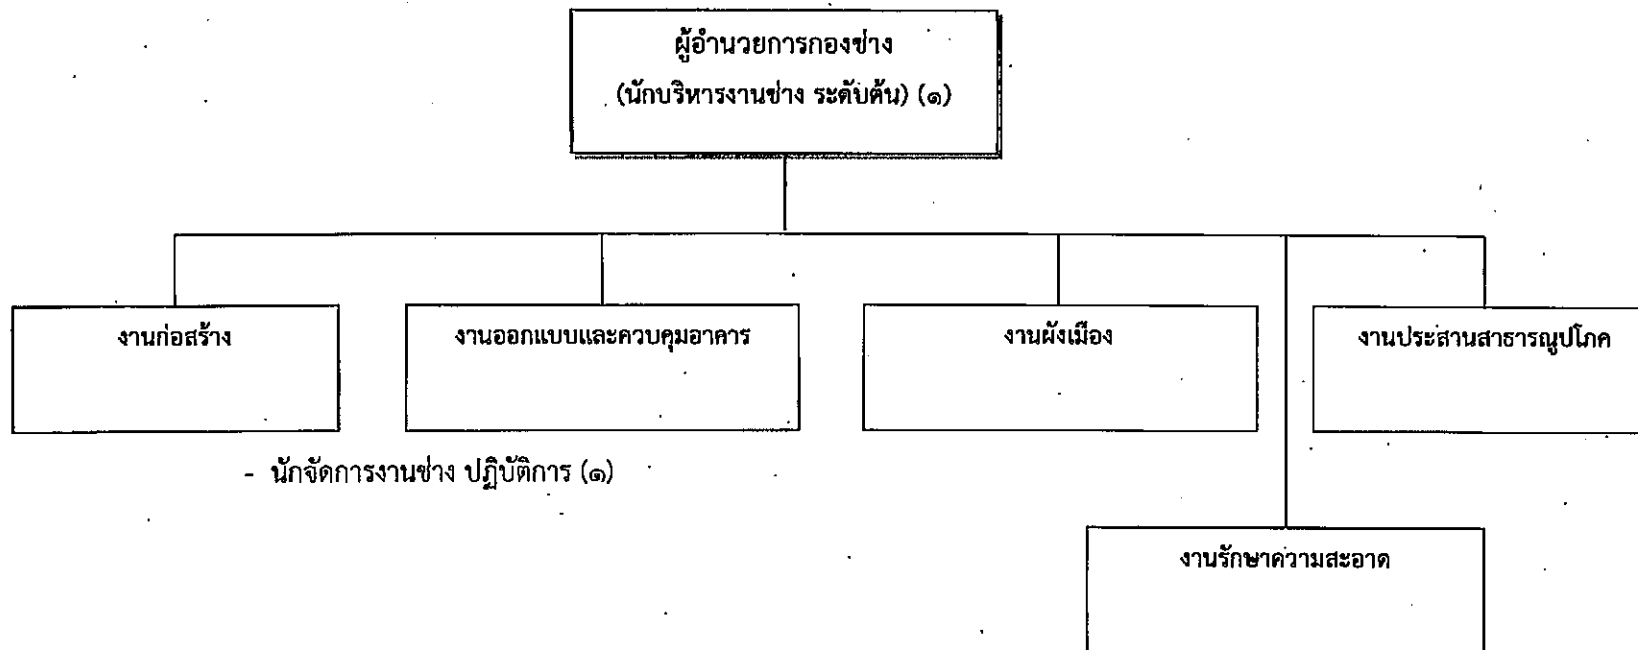 ผู้อำนวยการกองช่าง
(นักบริหารงานช่าง ระดับต้น) (๑)
งานก่อสร้าง
งานออกแบบและควบคุมอาคาร
งานผังเมือง
งานประสานสาธารณูปโภค
- นักจัดการงานช่าง ปฏิบัติการ (๑)
งานรักษาความสะอาด